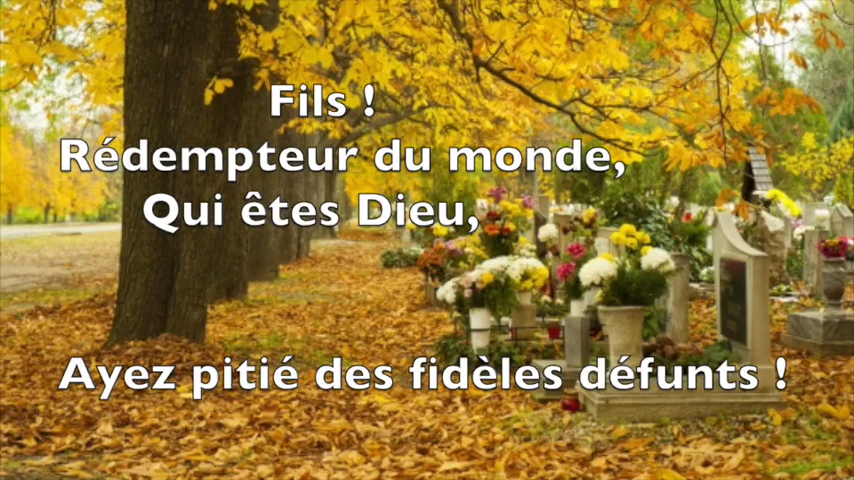 Fils !
Rédempteur du monde,
Qui êtes Dieu,
Ayez pitié des fidèles défunts !